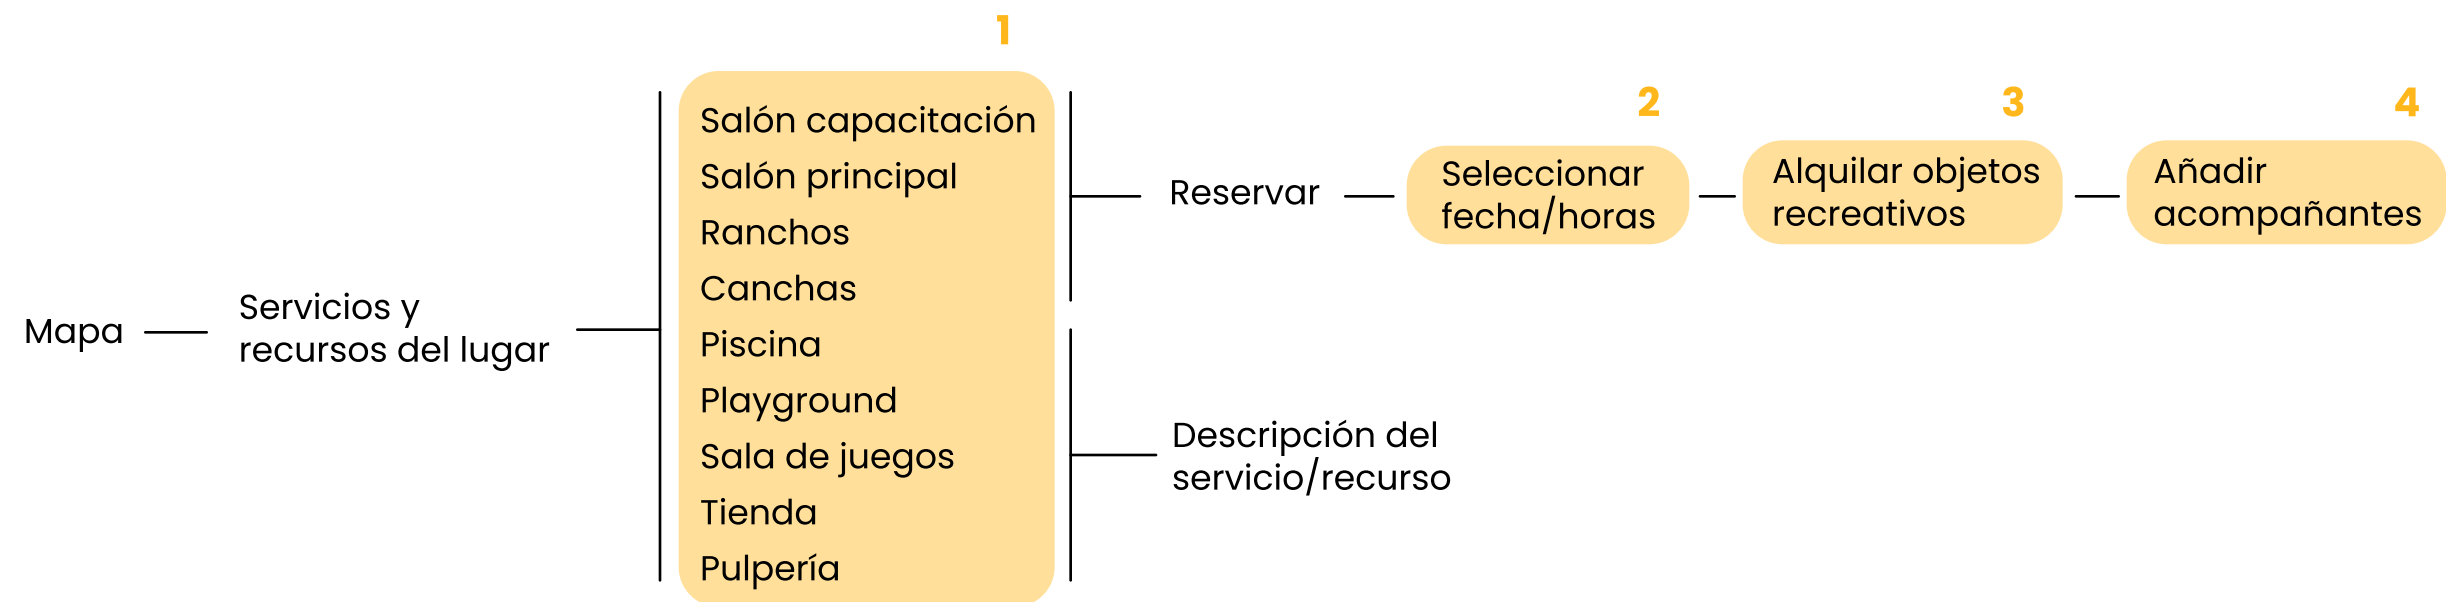 Mapa
Servicios y
recursos del lugar
1
Salón capacitación
Salón principal
Ranchos
Canchas
Piscina
Playground
Sala de juegos
Tienda
Pulpería
Reservar
2
Seleccionar
fecha/horas
3
Alquilar objetos
recreativos
4
Añadir
acompañantes
Descripción del
servicio/recurso